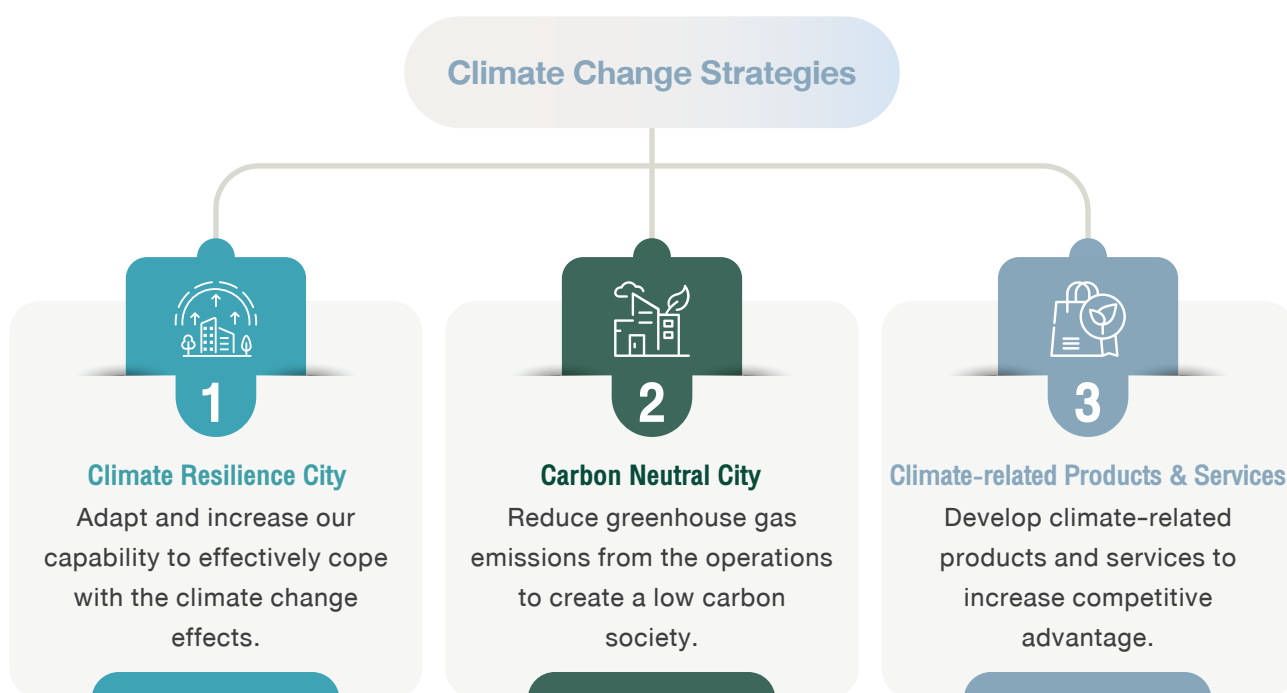 Climate Change Strategies
1
Climate Resilience City
Adapt and increase our
capability to effectively cope
with the climate change
effects.
2
Carbon Neutral City
Reduce greenhouse gas
emissions from the operations
to create a low carbon
society.
3
Climate-related Products & Services
Develop climate-related
products and services to
increase competitive
advantage.